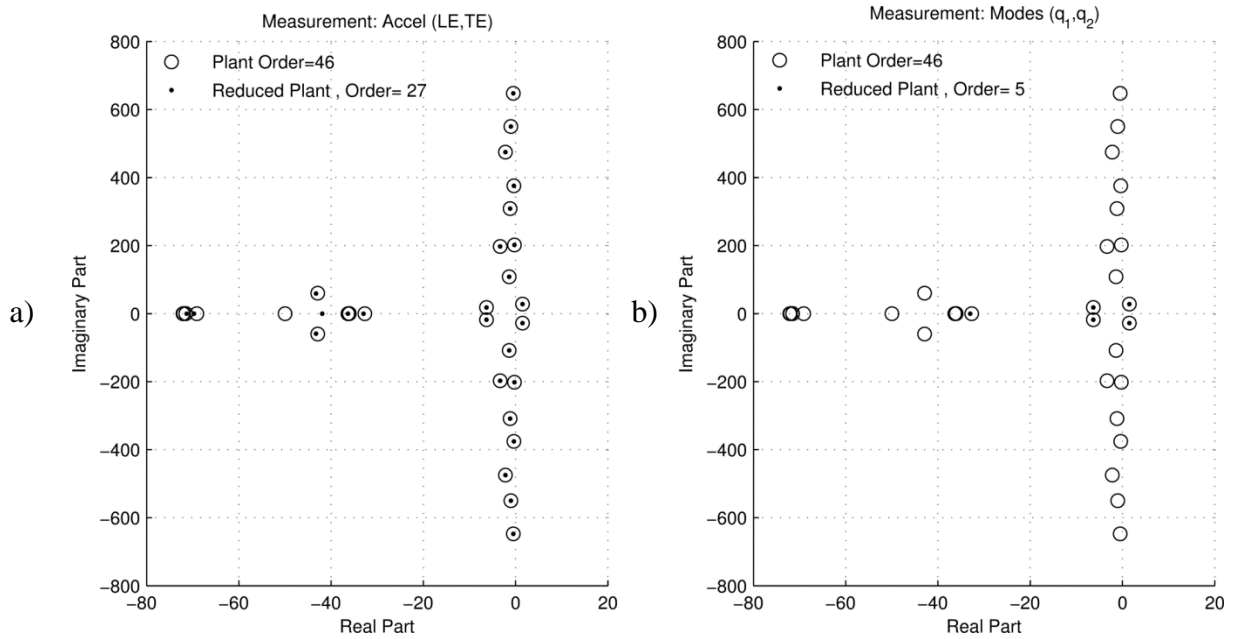 a)
Measurement: Accel (LE,TE)
Plant Order=46
Reduced Plant , Order= 27
Imaginary Part
800
600
400
200
0
−200
−400
−600
−800
−80
−60
−40
−20
0
20
Real Part
b)
Measurement: Modes (q₁,q₂)
Plant Order=46
Reduced Plant , Order= 5
Imaginary Part
800
600
400
200
0
−200
−400
−600
−800
−80
−60
−40
−20
0
20
Real Part